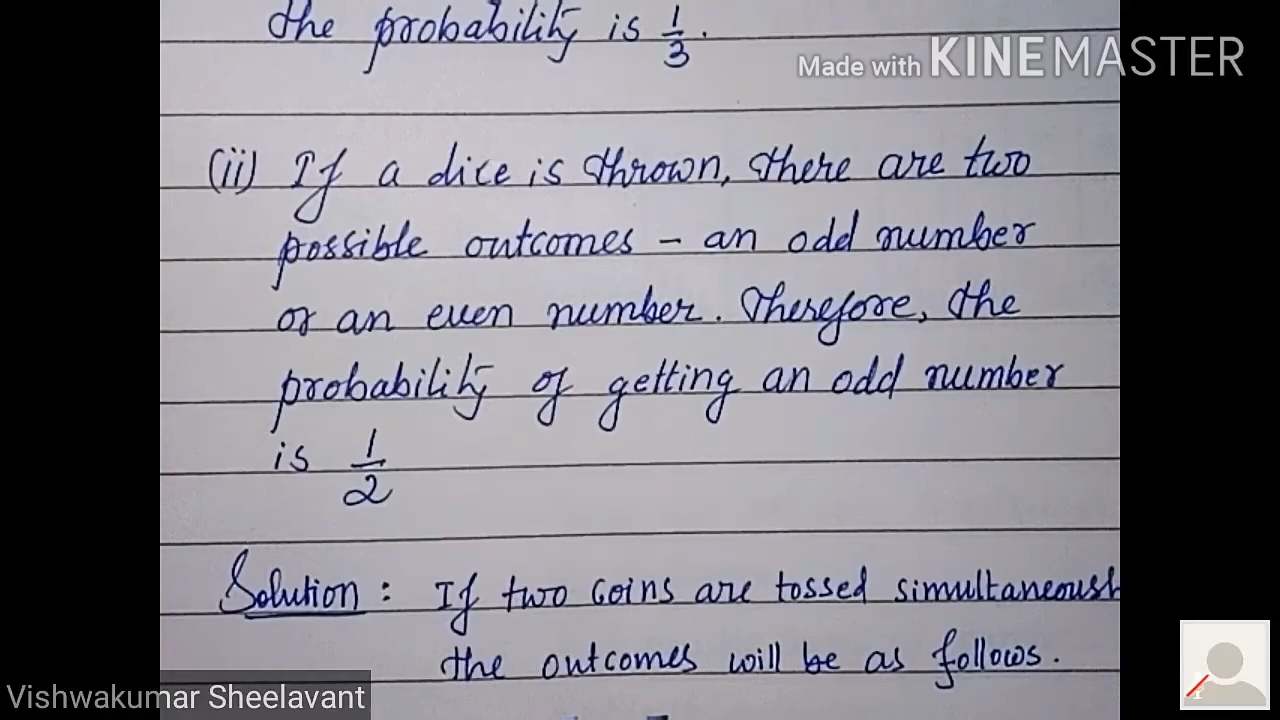 the probability is 1/3.
Made with KINEMASTER
(ii) If a dice is thrown, there are two
possible outcomes - an odd number
or an even number. Therefore, the
probability of getting an odd number
is 1/2
Solution : If two coins are tossed simultaneousl
the outcomes will be as follows.
Vishwakumar Sheelavant